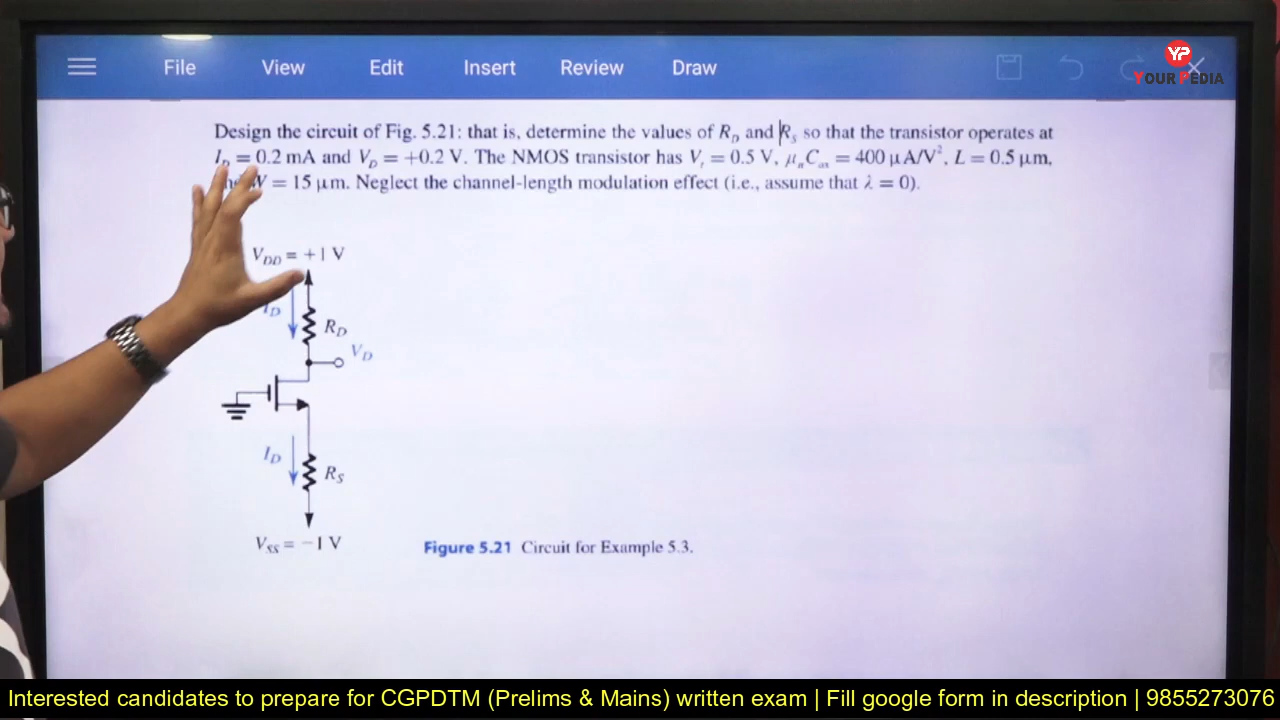 File View Edit Insert Review Draw
YP
YOUR PEDIA
Design the circuit of Fig. 5.21: that is, determine the values of R_D and R_s so that the transistor operates at
I_D = 0.2 mA and V_D = +0.2 V. The NMOS transistor has V_t = 0.5 V, μ_nC_ox = 400 μA/V², L = 0.5 μm,
W = 15 μm. Neglect the channel-length modulation effect (i.e., assume that λ = 0).
V_DD = +1 V
I_D
R_D
V_D
I_D
R_S
V_SS = −1 V
Figure 5.21 Circuit for Example 5.3.
Interested candidates to prepare for CGPDTM (Prelims & Mains) written exam | Fill google form in description | 9855273076